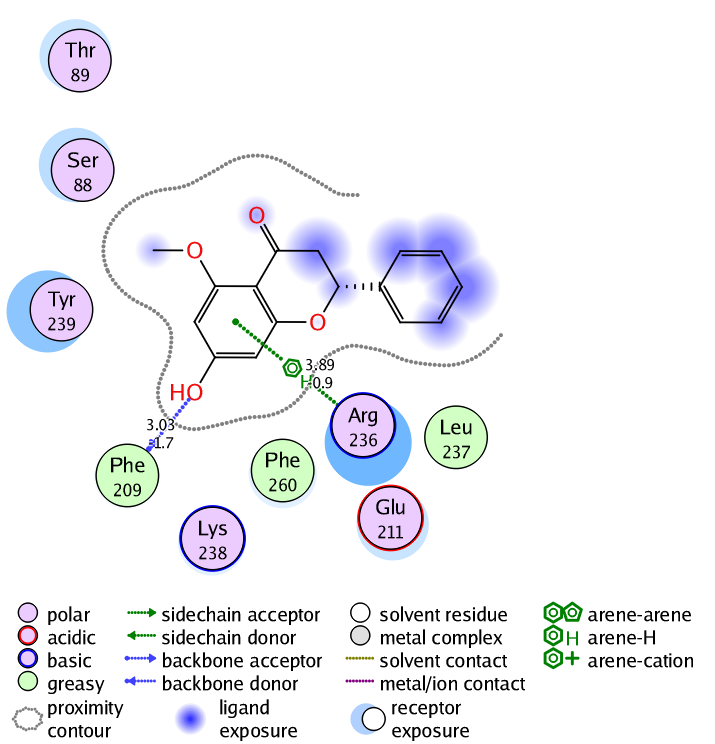 Thr
89
Ser
88
O
O
Tyr
239
O
3.89
H
-0.9
HO
3.03
-1.7
Arg
236
Leu
237
Phe
209
Phe
260
Glu
211
Lys
238
polar
sidechain acceptor
solvent residue
arene-arene
acidic
sidechain donor
metal complex
H arene-H
basic
backbone acceptor
solvent contact
+ arene-cation
greasy
backbone donor
metal/ion contact
proximity
contour
ligand
exposure
receptor
exposure